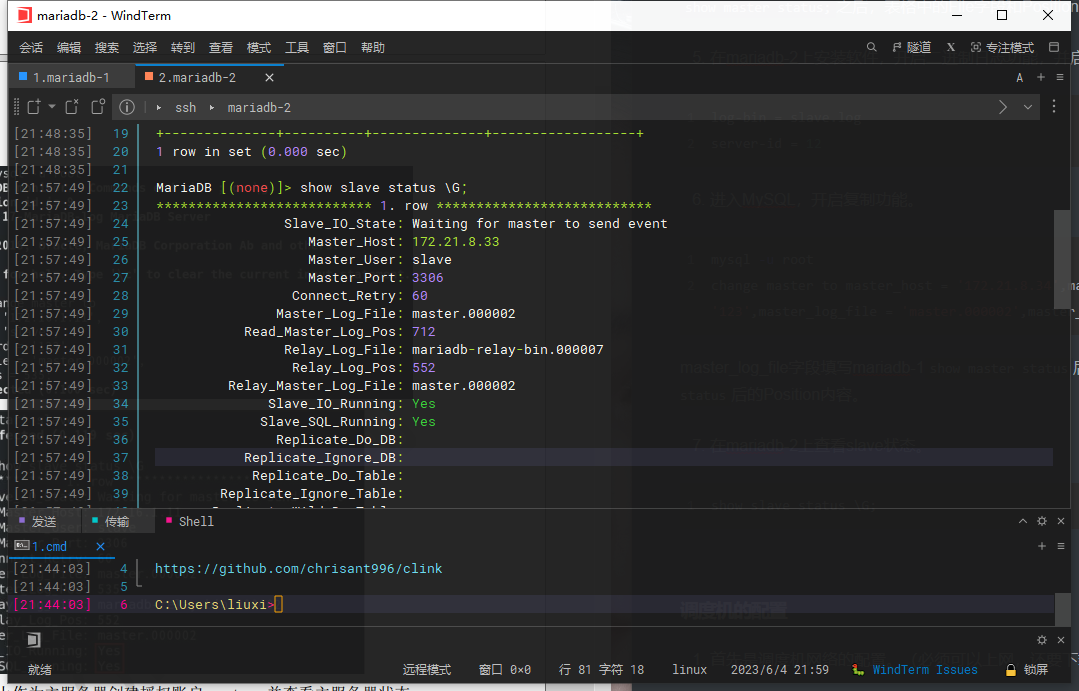 mariadb-2 - WindTerm
会话 编辑 搜索 选择 转到 查看 模式 工具 窗口 帮助 隧道 X 专注模式
1.mariadb-1 2.mariadb-2 A
ssh mariadb-2
[21:48:35] 19 +--------------+----------+--------------+------------------+
[21:48:35] 20 1 row in set (0.000 sec)
[21:48:35] 21
[21:57:49] 22 MariaDB [(none)]> show slave status \G;
[21:57:49] 23 *************************** 1. row ***************************
[21:57:49] 24 Slave_IO_State: Waiting for master to send event
[21:57:49] 25 Master_Host: 172.21.8.33
[21:57:49] 26 Master_User: slave
[21:57:49] 27 Master_Port: 3306
[21:57:49] 28 Connect_Retry: 60
[21:57:49] 29 Master_Log_File: master.000002
[21:57:49] 30 Read_Master_Log_Pos: 712
[21:57:49] 31 Relay_Log_File: mariadb-relay-bin.000007
[21:57:49] 32 Relay_Log_Pos: 552
[21:57:49] 33 Relay_Master_Log_File: master.000002
[21:57:49] 34 Slave_IO_Running: Yes
[21:57:49] 35 Slave_SQL_Running: Yes
[21:57:49] 36 Replicate_Do_DB:
[21:57:49] 37 Replicate_Ignore_DB:
[21:57:49] 38 Replicate_Do_Table:
[21:57:49] 39 Replicate_Ignore_Table:
发送 传输 Shell
1.cmd
[21:44:03] 4 https://github.com/chrisant996/clink
[21:44:03] 5
[21:44:03] 6 C:\Users\liuxi>
就绪 远程模式 窗口 0×0 行 81 字符 18 linux 2023/6/4 21:59 WindTerm Issues 锁屏